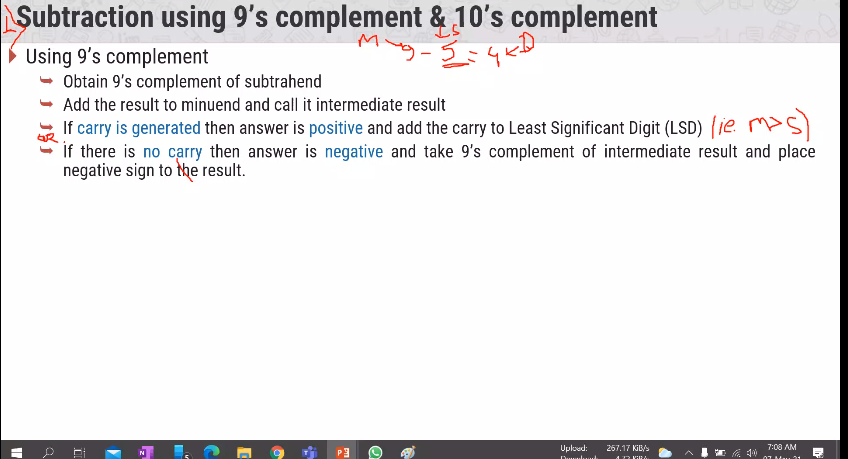 1) Subtraction using 9's complement & 10's complement
M 9 - 5 = 4 D
Using 9's complement
Obtain 9's complement of subtrahend
Add the result to minuend and call it intermediate result
If carry is generated then answer is positive and add the carry to Least Significant Digit (LSD) (ie. m > S)
OR
If there is no carry then answer is negative and take 9's complement of intermediate result and place
negative sign to the result.
Upload: 267.17 KiB/s
7:08 AM